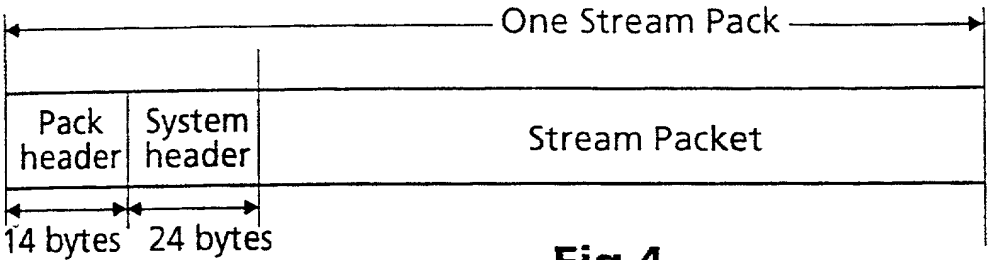 One Stream Pack
Pack
header
System
header
Stream Packet
14 bytes
24 bytes
Fig 4